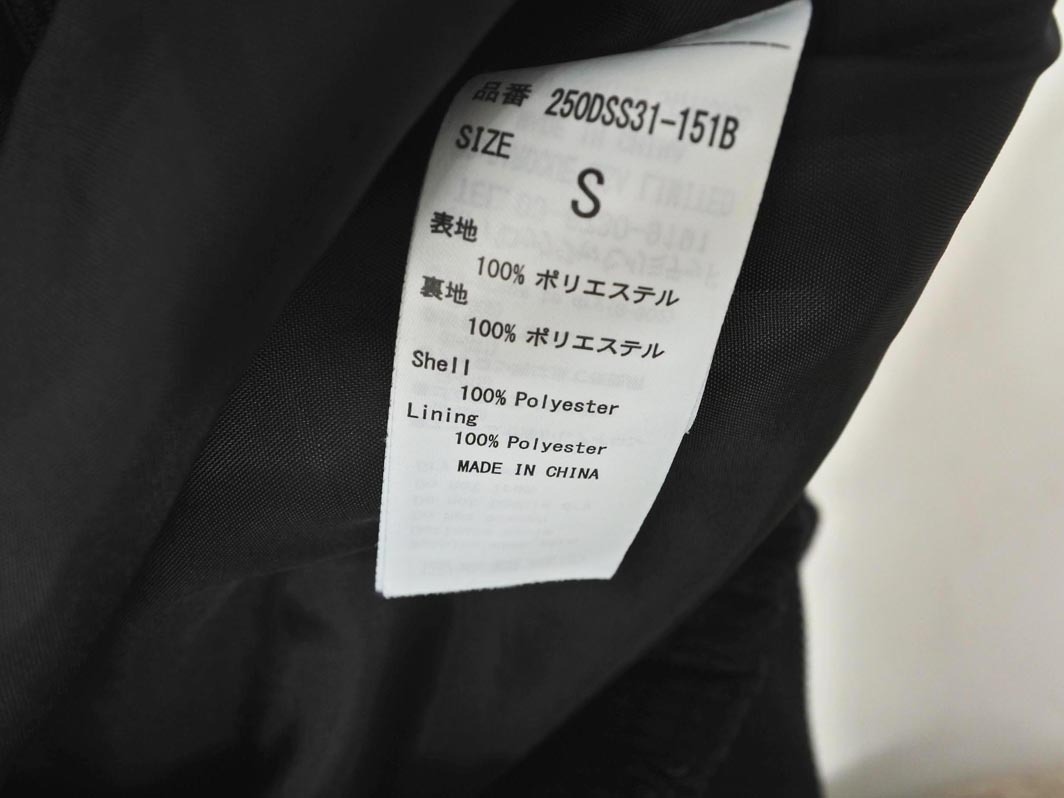 品番 250DSS31-151B
SIZE
S
表地
100% ポリエステル
裏地
100% ポリエステル
Shell
100% Polyester
Lining
100% Polyester
MADE IN CHINA